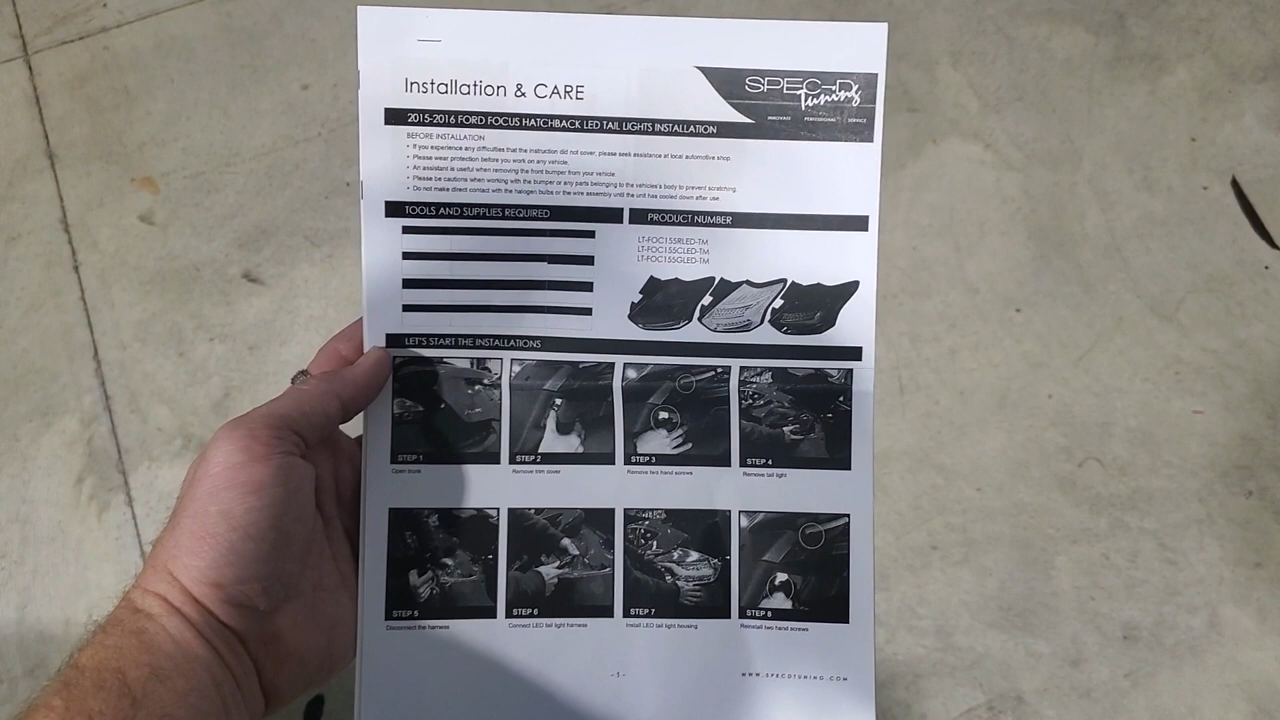 Installation & CARE
SPEC-D
Tuning
INNOVATE PROFESSIONAL SERVICE
2015-2016 FORD FOCUS HATCHBACK LED TAIL LIGHTS INSTALLATION
BEFORE INSTALLATION
• If you experience any difficulties that the instruction did not cover, please seek assistance at local automotive shop.
• Please wear protection before you work on any vehicle.
• An assistant is useful when removing the front bumper from your vehicle.
• Please be cautious when working with the bumper or any parts belonging to the vehicles's body to prevent scratching.
• Do not make direct contact with the halogen bulbs or the wire assembly until the unit has cooled down after use.
TOOLS AND SUPPLIES REQUIRED
PRODUCT NUMBER
LT-FOC155RLED-TM
LT-FOC155CLED-TM
LT-FOC155GLED-TM
LET'S START THE INSTALLATIONS
STEP 1
Open trunk
STEP 2
Remove trim cover
STEP 3
Remove two hand screws
STEP 4
Remove tail light
STEP 5
Disconnect the harness
STEP 6
Connect LED tail light harness
STEP 7
Install LED tail light housing
STEP 8
Reinstall two hand screws
- 1 -
WWW.SPECDTUNING.COM